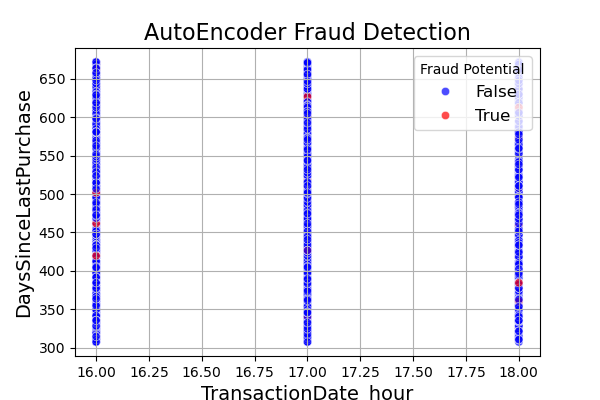 AutoEncoder Fraud Detection
DaysSinceLastPurchase
650
600
550
500
450
400
350
300
Fraud Potential
False
True
16.00 16.25 16.50 16.75 17.00 17.25 17.50 17.75 18.00
TransactionDate_hour